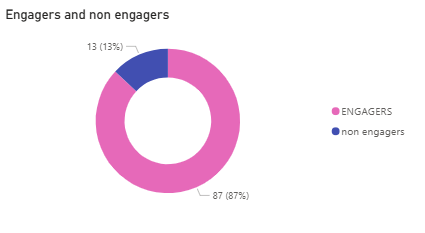 Engagers and non engagers
13 (13%)
ENGAGERS
non engagers
87 (87%)